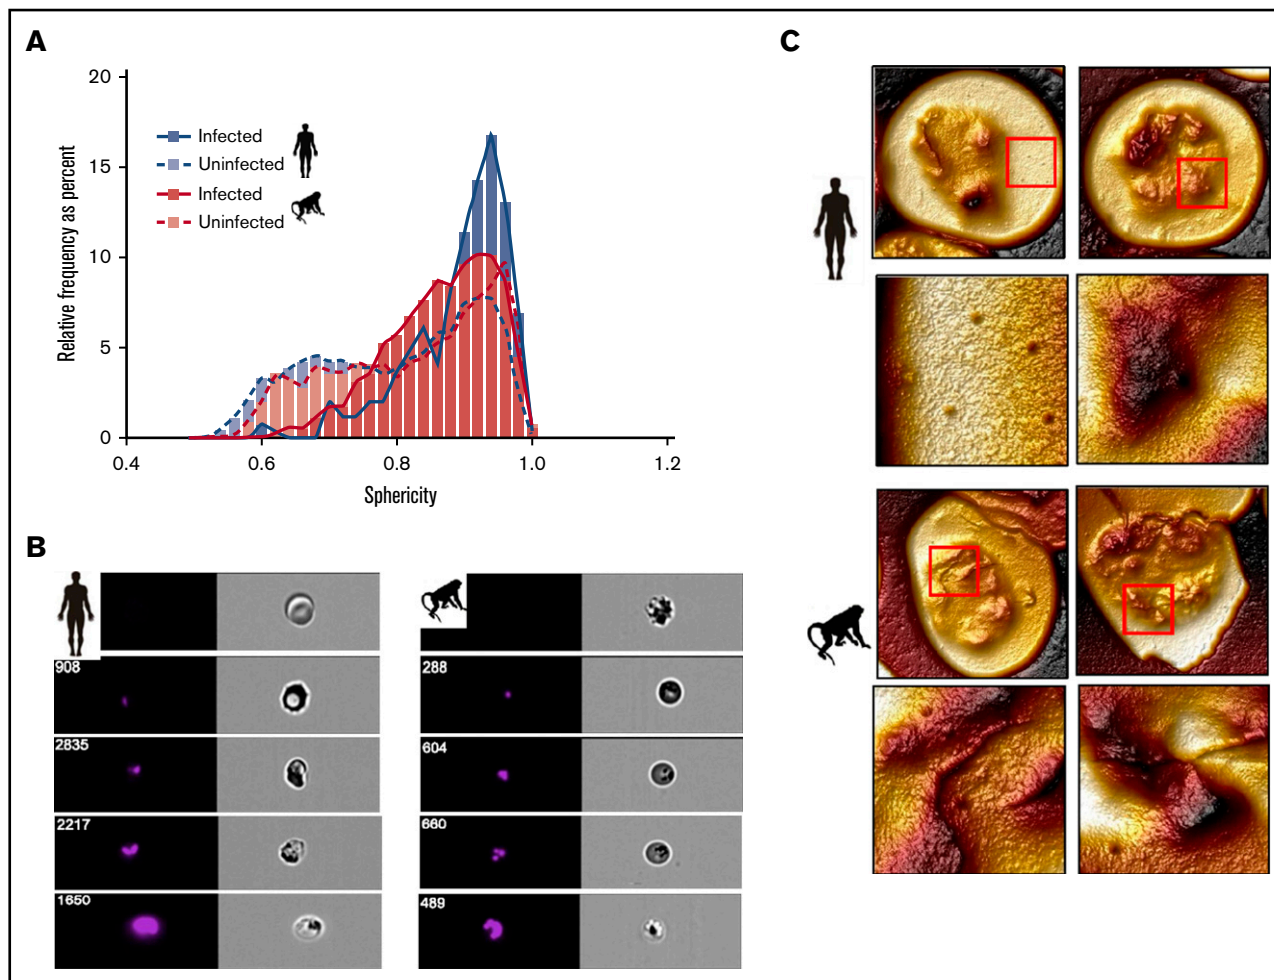 A
20
15
10
5
0
Relative frequency as percent
Infected
Uninfected
Infected
Uninfected
0.4
0.6
0.8
1.0
1.2
Sphericity
B
908
2835
2217
1650
288
604
660
489
C